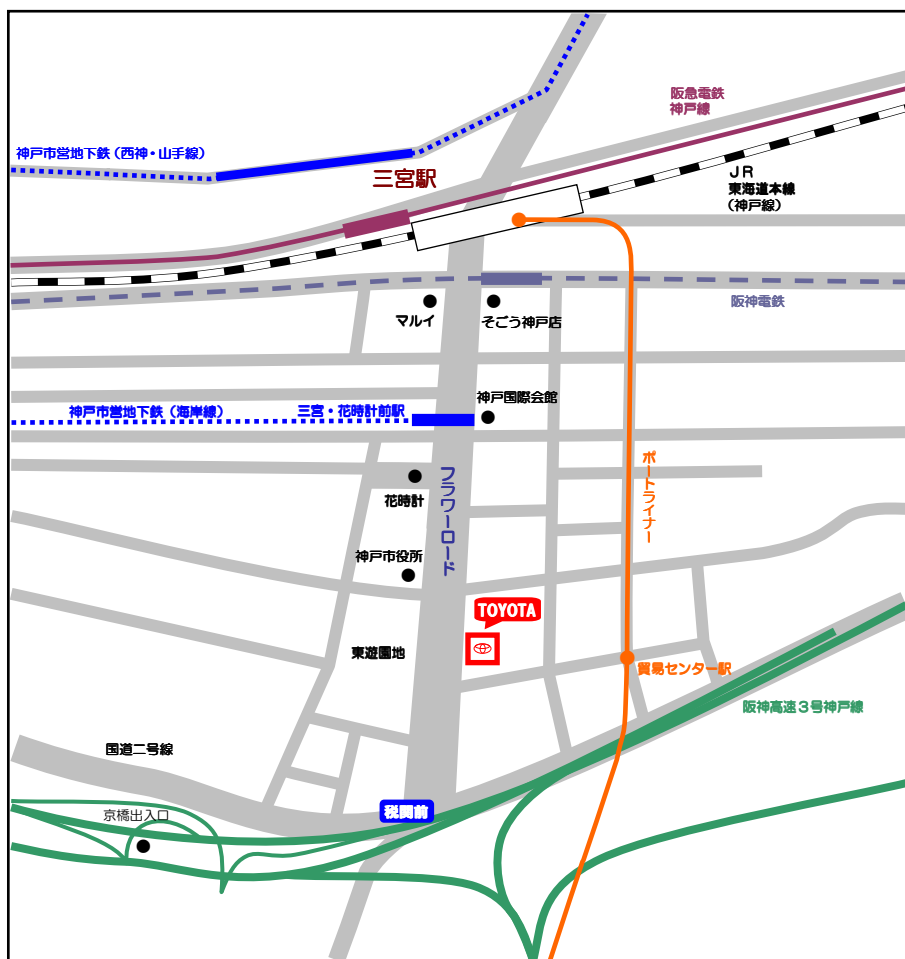 阪急電鉄
神戸線
神戸市営地下鉄(西神・山手線)
三宮駅
JR
東海道本線
(神戸線)
阪神電鉄
マルイ
そごう神戸店
神戸国際会館
神戸市営地下鉄(海岸線)
三宮・花時計前駅
ポートライナー
フラワーロード
花時計
神戸市役所
TOYOTA
東遊園地
貿易センター駅
阪神高速3号神戸線
国道二号線
税関前
京橋出入口